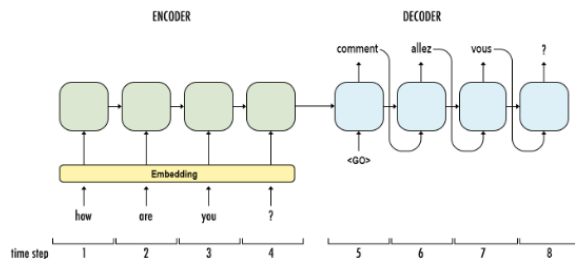 ENCODER DECODER
comment allez vous ?
<GO>
Embedding
how are you ?
time step 1 2 3 4 5 6 7 8